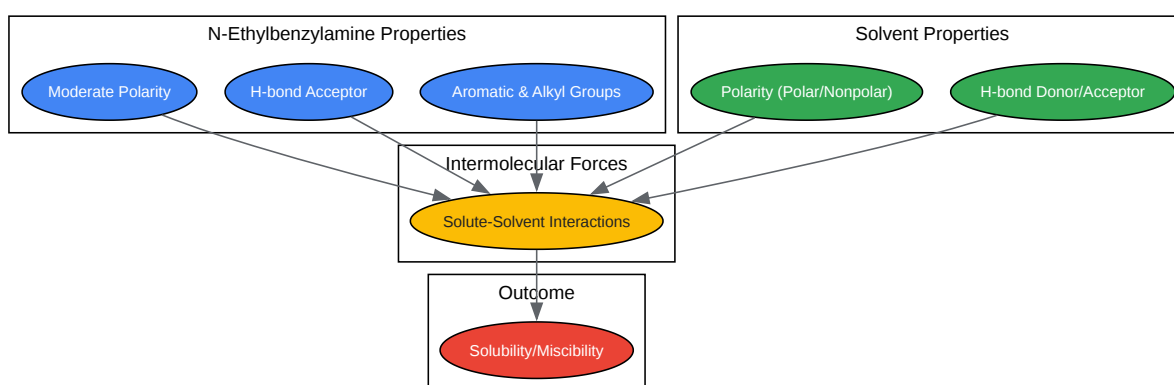 N-Ethylbenzylamine Properties
Solvent Properties
Moderate Polarity
H-bond Acceptor
Aromatic & Alkyl Groups
Polarity (Polar/Nonpolar)
H-bond Donor/Acceptor
Intermolecular Forces
Solute-Solvent Interactions
Outcome
Solubility/Miscibility